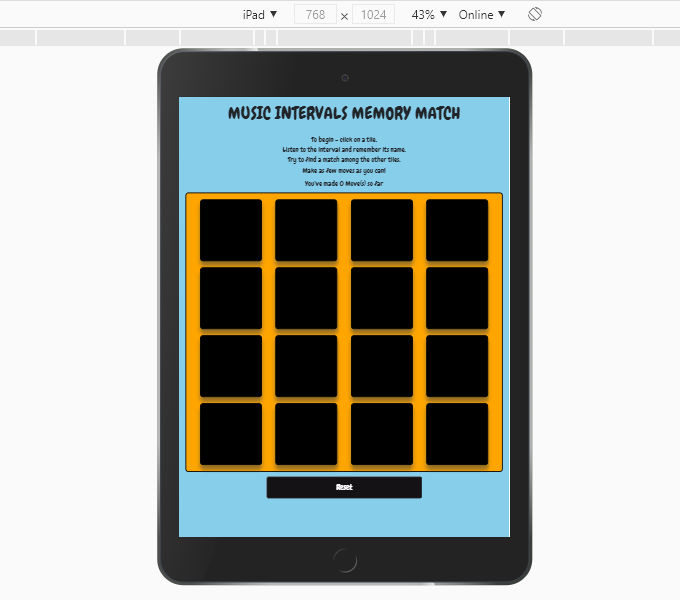 iPad ▼ 768 × 1024 43% ▼ Online ▼
MUSIC INTERVALS MEMORY MATCH
To begin - click on a tile.
Listen to the interval and remember its name.
Try to find a match among the other tiles.
Make as few moves as you can!
You've made 0 Move(s) so far
Reset